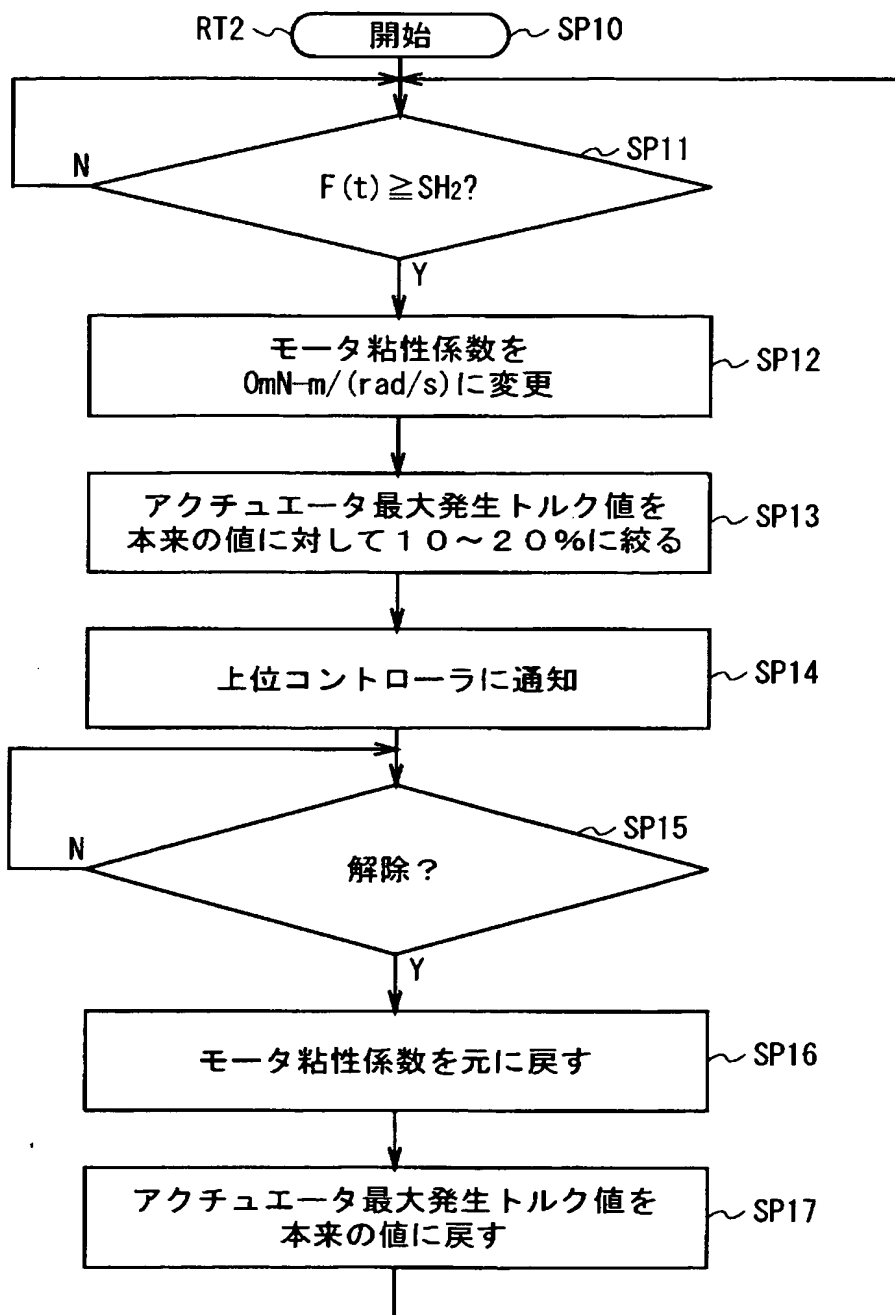 RT2 開始 SP10
SP11
N
F(t)≧SH₂?
Y
モータ粘性係数を
0mN-m/(rad/s)に変更
SP12
アクチュエータ最大発生トルク値を
本来の値に対して10～20%に絞る
SP13
上位コントローラに通知
SP14
SP15
N
解除?
Y
モータ粘性係数を元に戻す
SP16
アクチュエータ最大発生トルク値を
本来の値に戻す
SP17